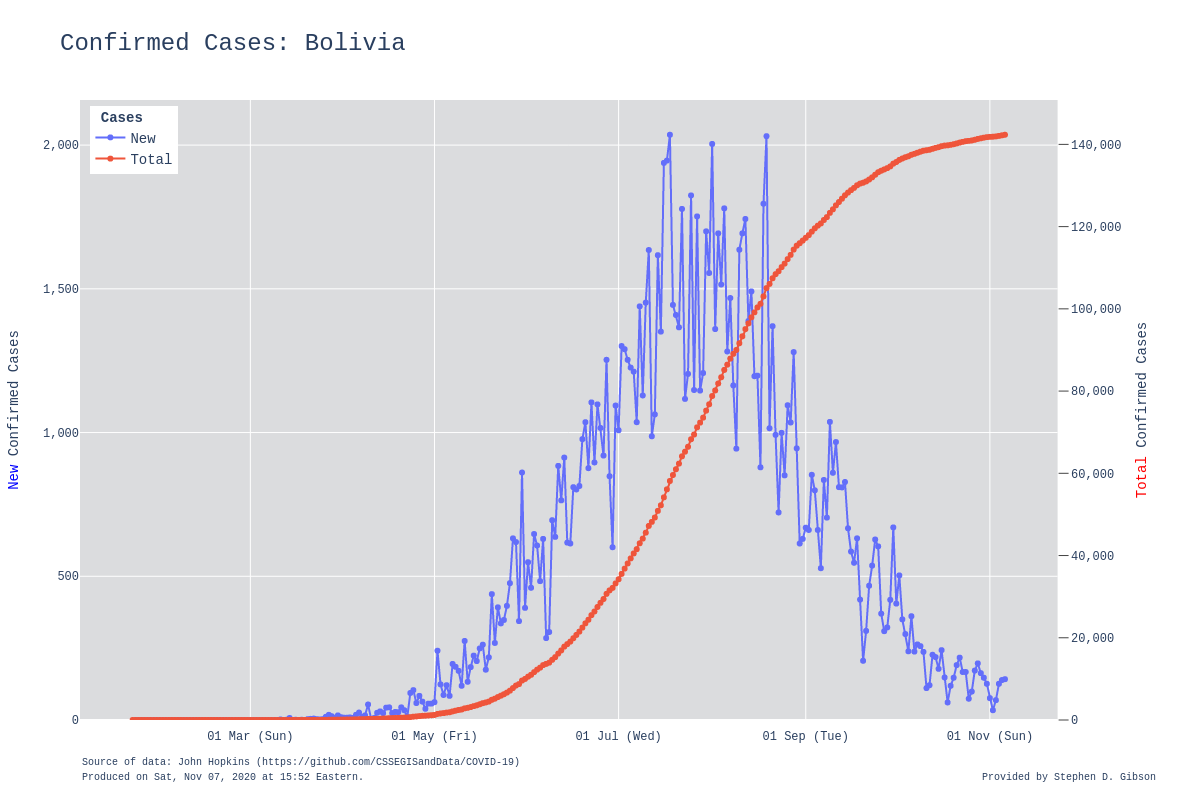 Confirmed Cases: Bolivia
Cases
New
Total
2,000
1,500
1,000
500
0
140,000
120,000
100,000
80,000
60,000
40,000
20,000
0
New Confirmed Cases
Total Confirmed Cases
01 Mar (Sun)
01 May (Fri)
01 Jul (Wed)
01 Sep (Tue)
01 Nov (Sun)
Source of data: John Hopkins (https://github.com/CSSEGISandData/COVID-19)
Produced on Sat, Nov 07, 2020 at 15:52 Eastern.
Provided by Stephen D. Gibson